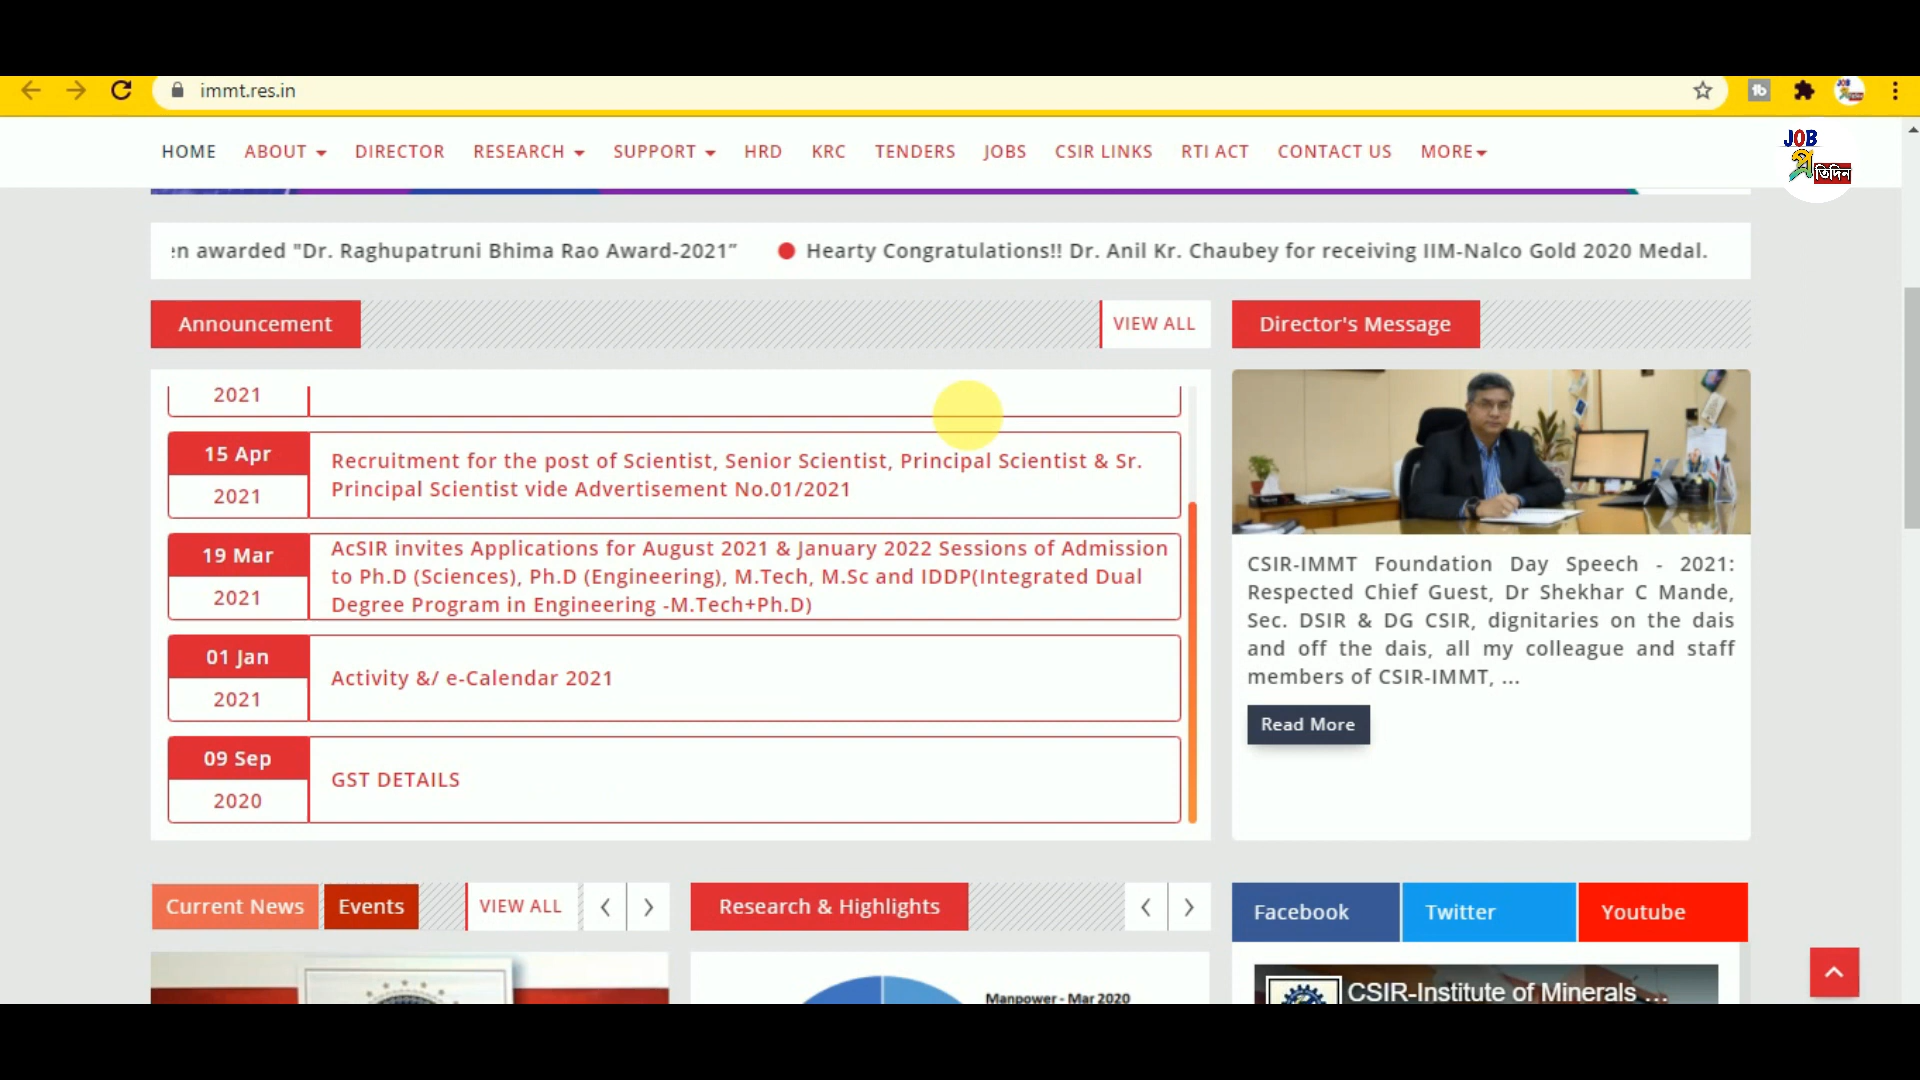 immt.res.in
HOME ABOUT DIRECTOR RESEARCH SUPPORT HRD KRC TENDERS JOBS CSIR LINKS RTI ACT CONTACT US MORE
JOB
প্রতিদিন
awarded "Dr. Raghupatruni Bhima Rao Award-2021” Hearty Congratulations!! Dr. Anil Kr. Chaubey for receiving IIM-Nalco Gold 2020 Medal.
Announcement
VIEW ALL
2021
15 Apr
2021
Recruitment for the post of Scientist, Senior Scientist, Principal Scientist & Sr.
Principal Scientist vide Advertisement No.01/2021
19 Mar
2021
AcSIR invites Applications for August 2021 & January 2022 Sessions of Admission
to Ph.D (Sciences), Ph.D (Engineering), M.Tech, M.Sc and IDDP(Integrated Dual
Degree Program in Engineering -M.Tech+Ph.D)
01 Jan
2021
Activity &/ e-Calendar 2021
09 Sep
2020
GST DETAILS
Director's Message
CSIR-IMMT Foundation Day Speech - 2021:
Respected Chief Guest, Dr Shekhar C Mande,
Sec. DSIR & DG CSIR, dignitaries on the dais
and off the dais, all my colleague and staff
members of CSIR-IMMT, ...
Read More
Current News Events VIEW ALL
Research & Highlights
Manpower - Mar 2020
Facebook Twitter Youtube
CSIR-Institute of Minerals ...